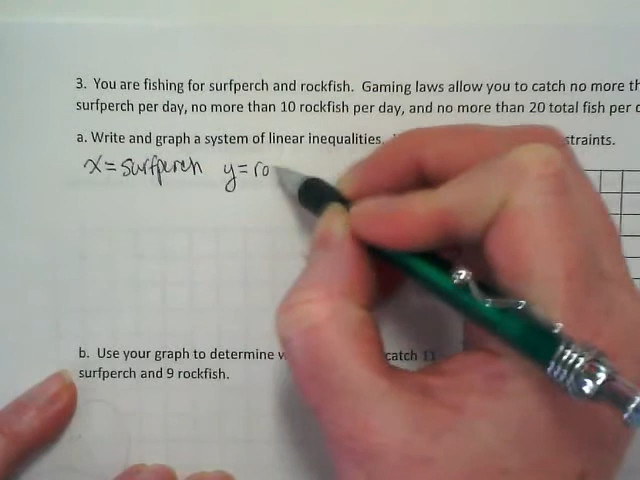 3. You are fishing for surfperch and rockfish. Gaming laws allow you to catch no more
surfperch per day, no more than 10 rockfish per day, and no more than 20 total fish per
a. Write and graph a system of linear inequalities.
x = surfperch y = ro
b. Use your graph to determine catch 11
surfperch and 9 rockfish.